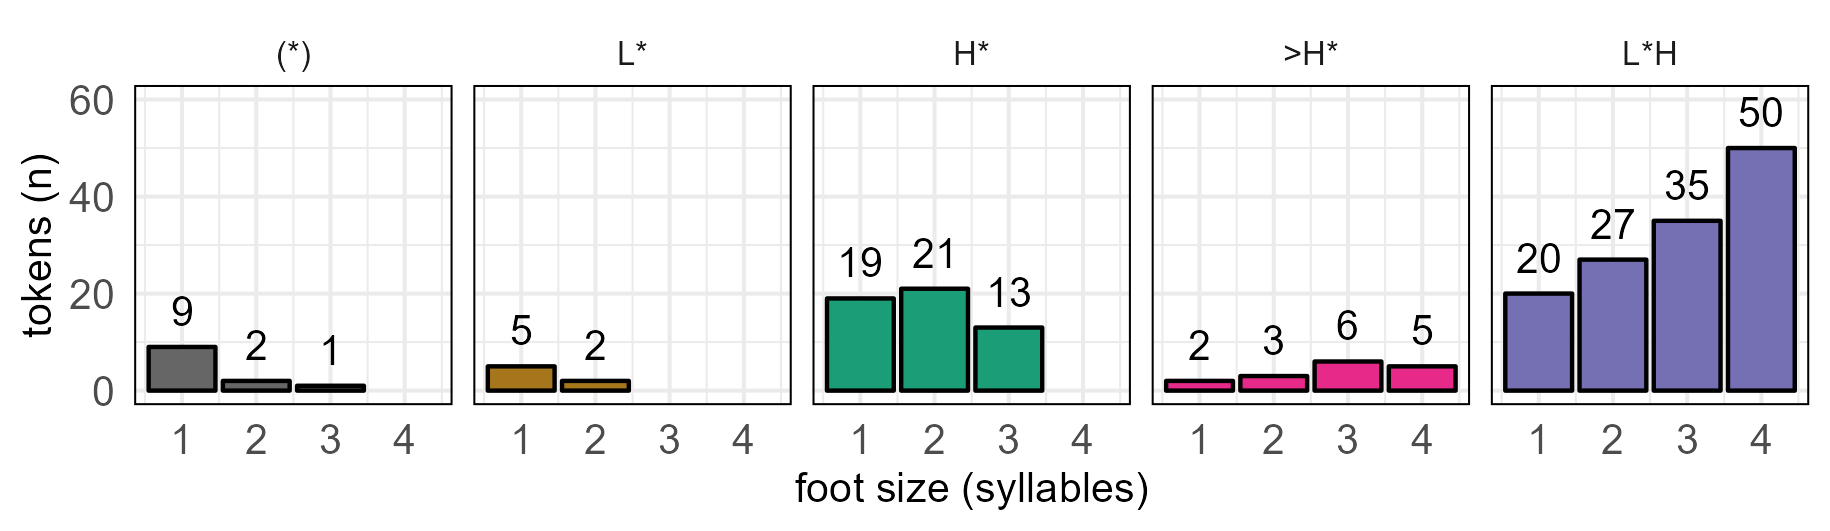 (*) L* H* >H* L*H
tokens (n)
60
40
20
0
9 2 1
5 2
19 21 13
2 3 6 5
20 27 35 50
1 2 3 4 1 2 3 4 1 2 3 4 1 2 3 4 1 2 3 4
foot size (syllables)